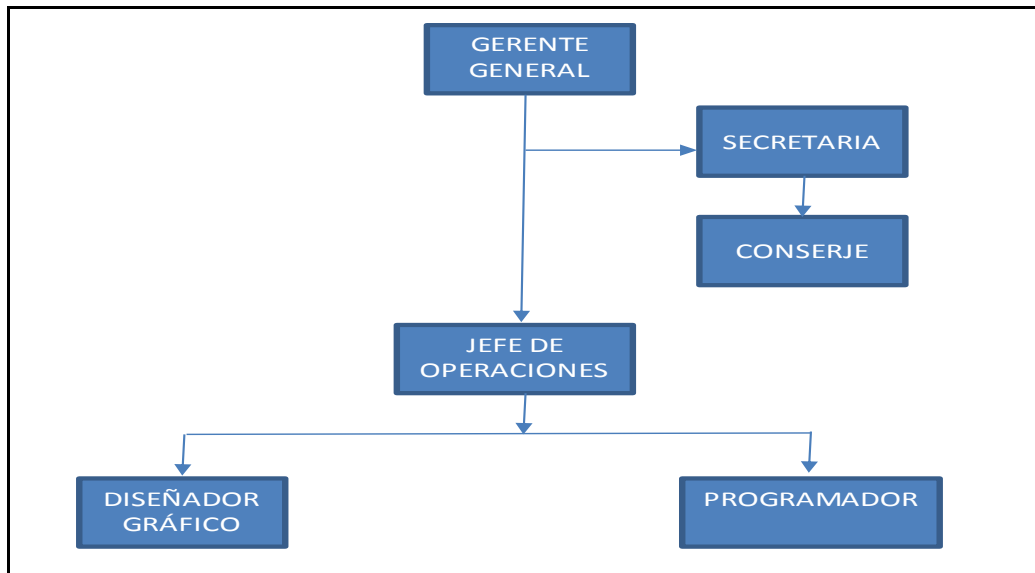 GERENTE
GENERAL
SECRETARIA
CONSERJE
JEFE DE
OPERACIONES
DISEÑADOR
GRÁFICO
PROGRAMADOR